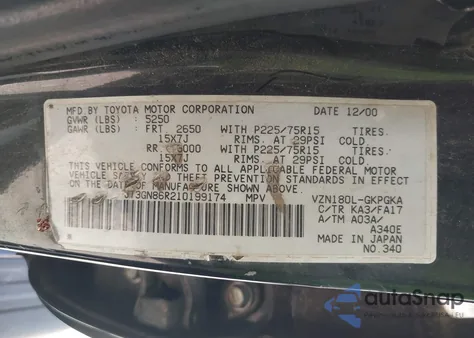 MFD. BY TOYOTA MOTOR CORPORATION DATE 12/00
GVWR (LBS) : 5250
GAWR (LBS) : FRT 2650 WITH P225/75R15 TIRES.
15X7J RIMS. AT 29PSI COLD.
RR 3000 WITH P225/75R15 TIRES.
15X7J RIMS. AT 29PSI COLD.
THIS VEHICLE CONFORMS TO ALL APPLICABLE FEDERAL MOTOR
VEHICLE SAFETY THEFT PREVENTION STANDARDS IN EFFECT
ON THE DATE OF MANUFACTURE SHOWN ABOVE.
JT3GN86R210199174 MPV VZN180L-GKPGKA
C/TR KA3/FA17
A/TM A03A/
A340E
MADE IN JAPAN
NO.340
autoSnap